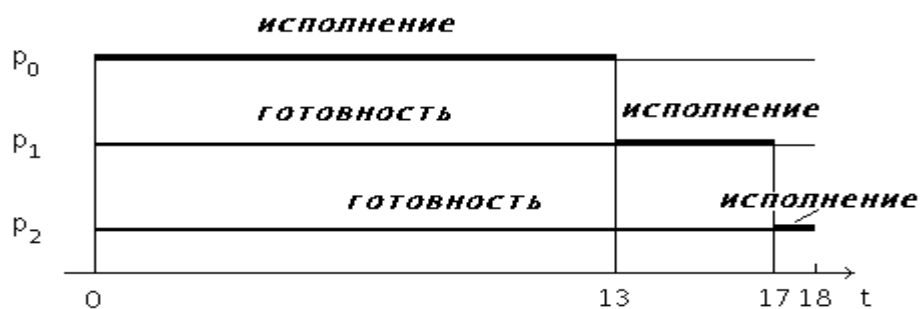 исполнение
p0
готовность исполнение
p1
готовность исполнение
p2
0 13 17 18 t